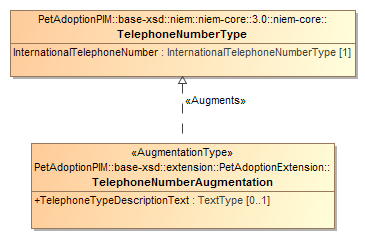 PetAdoptionPIM::base-xsd::niem::niem-core::3.0::niem-core::
TelephoneNumberType
InternationalTelephoneNumber : InternationalTelephoneNumberType [1]
«Augments»
«AugmentationType»
PetAdoptionPIM::base-xsd::extension::PetAdoptionExtension::
TelephoneNumberAugmentation
+TelephoneTypeDescriptionText : TextType [0..1]